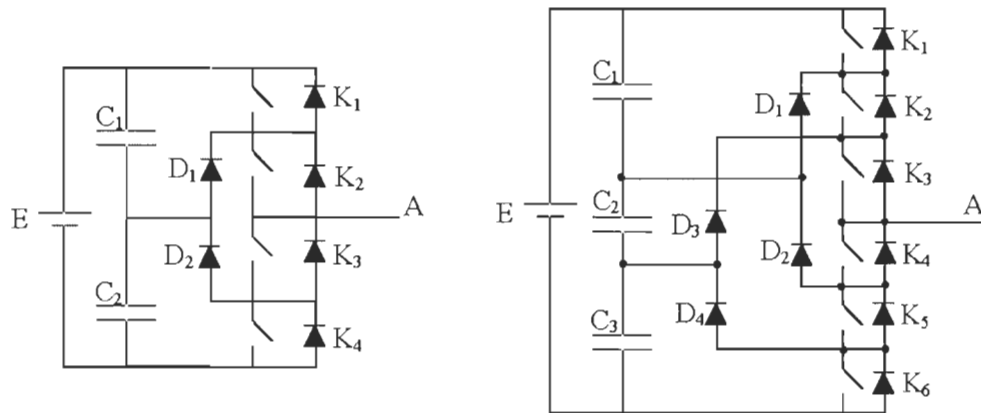 E
C₁
C₂
D₁
D₂
K₁
K₂
K₃
K₄
A
E
C₁
C₂
C₃
D₁
D₃
D₂
D₄
K₁
K₂
K₃
K₄
K₅
K₆
A